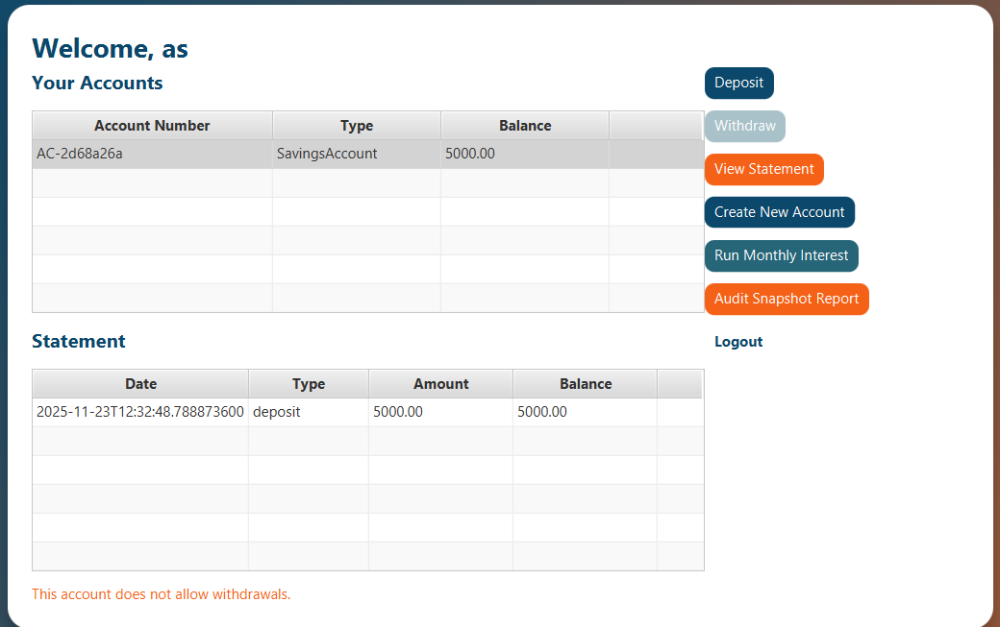 Welcome, as
Your Accounts
Account Number Type Balance
AC-2d68a26a SavingsAccount 5000.00
Deposit
Withdraw
View Statement
Create New Account
Run Monthly Interest
Audit Snapshot Report
Logout
Statement
Date Type Amount Balance
2025-11-23T12:32:48.788873600 deposit 5000.00 5000.00
This account does not allow withdrawals.